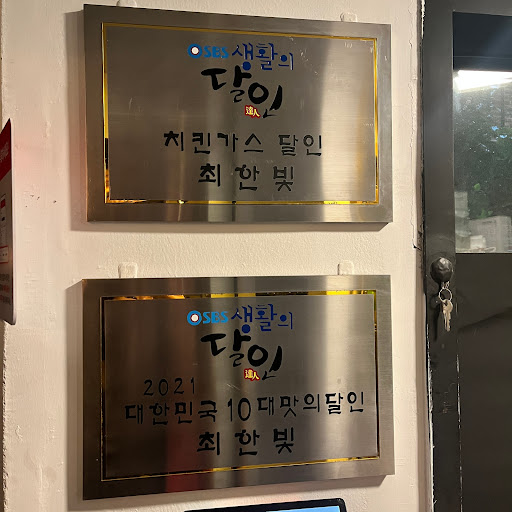 SBS 생활의
달인
達人
치킨가스 달인
최한빛
SBS 생활의
달인
達人
2021
대한민국 10대맛의달인
최한빛